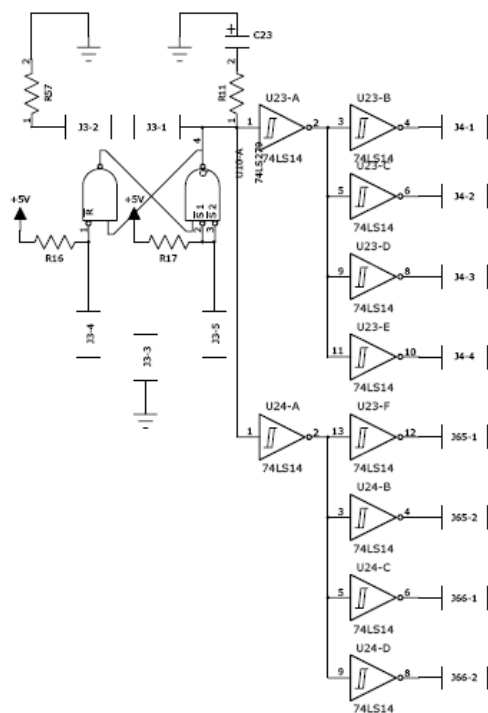 +
C23
2
R57
1
2
R11
1
J3-2
J3-1
4
U10-A
74LS279
U23-A
1
2
74LS14
U23-B
3
4
J4-1
74LS14
U23-C
5
6
J4-2
74LS14
U23-D
9
8
J4-3
74LS14
U23-E
11
10
J4-4
74LS14
+5V
R
1
R16
+5V
S1
S2
2
3
R17
J3-4
J3-3
J3-5
U24-A
1
2
74LS14
U23-F
13
12
J65-1
74LS14
U24-B
3
4
J65-2
74LS14
U24-C
5
6
J66-1
74LS14
U24-D
9
8
J66-2
74LS14